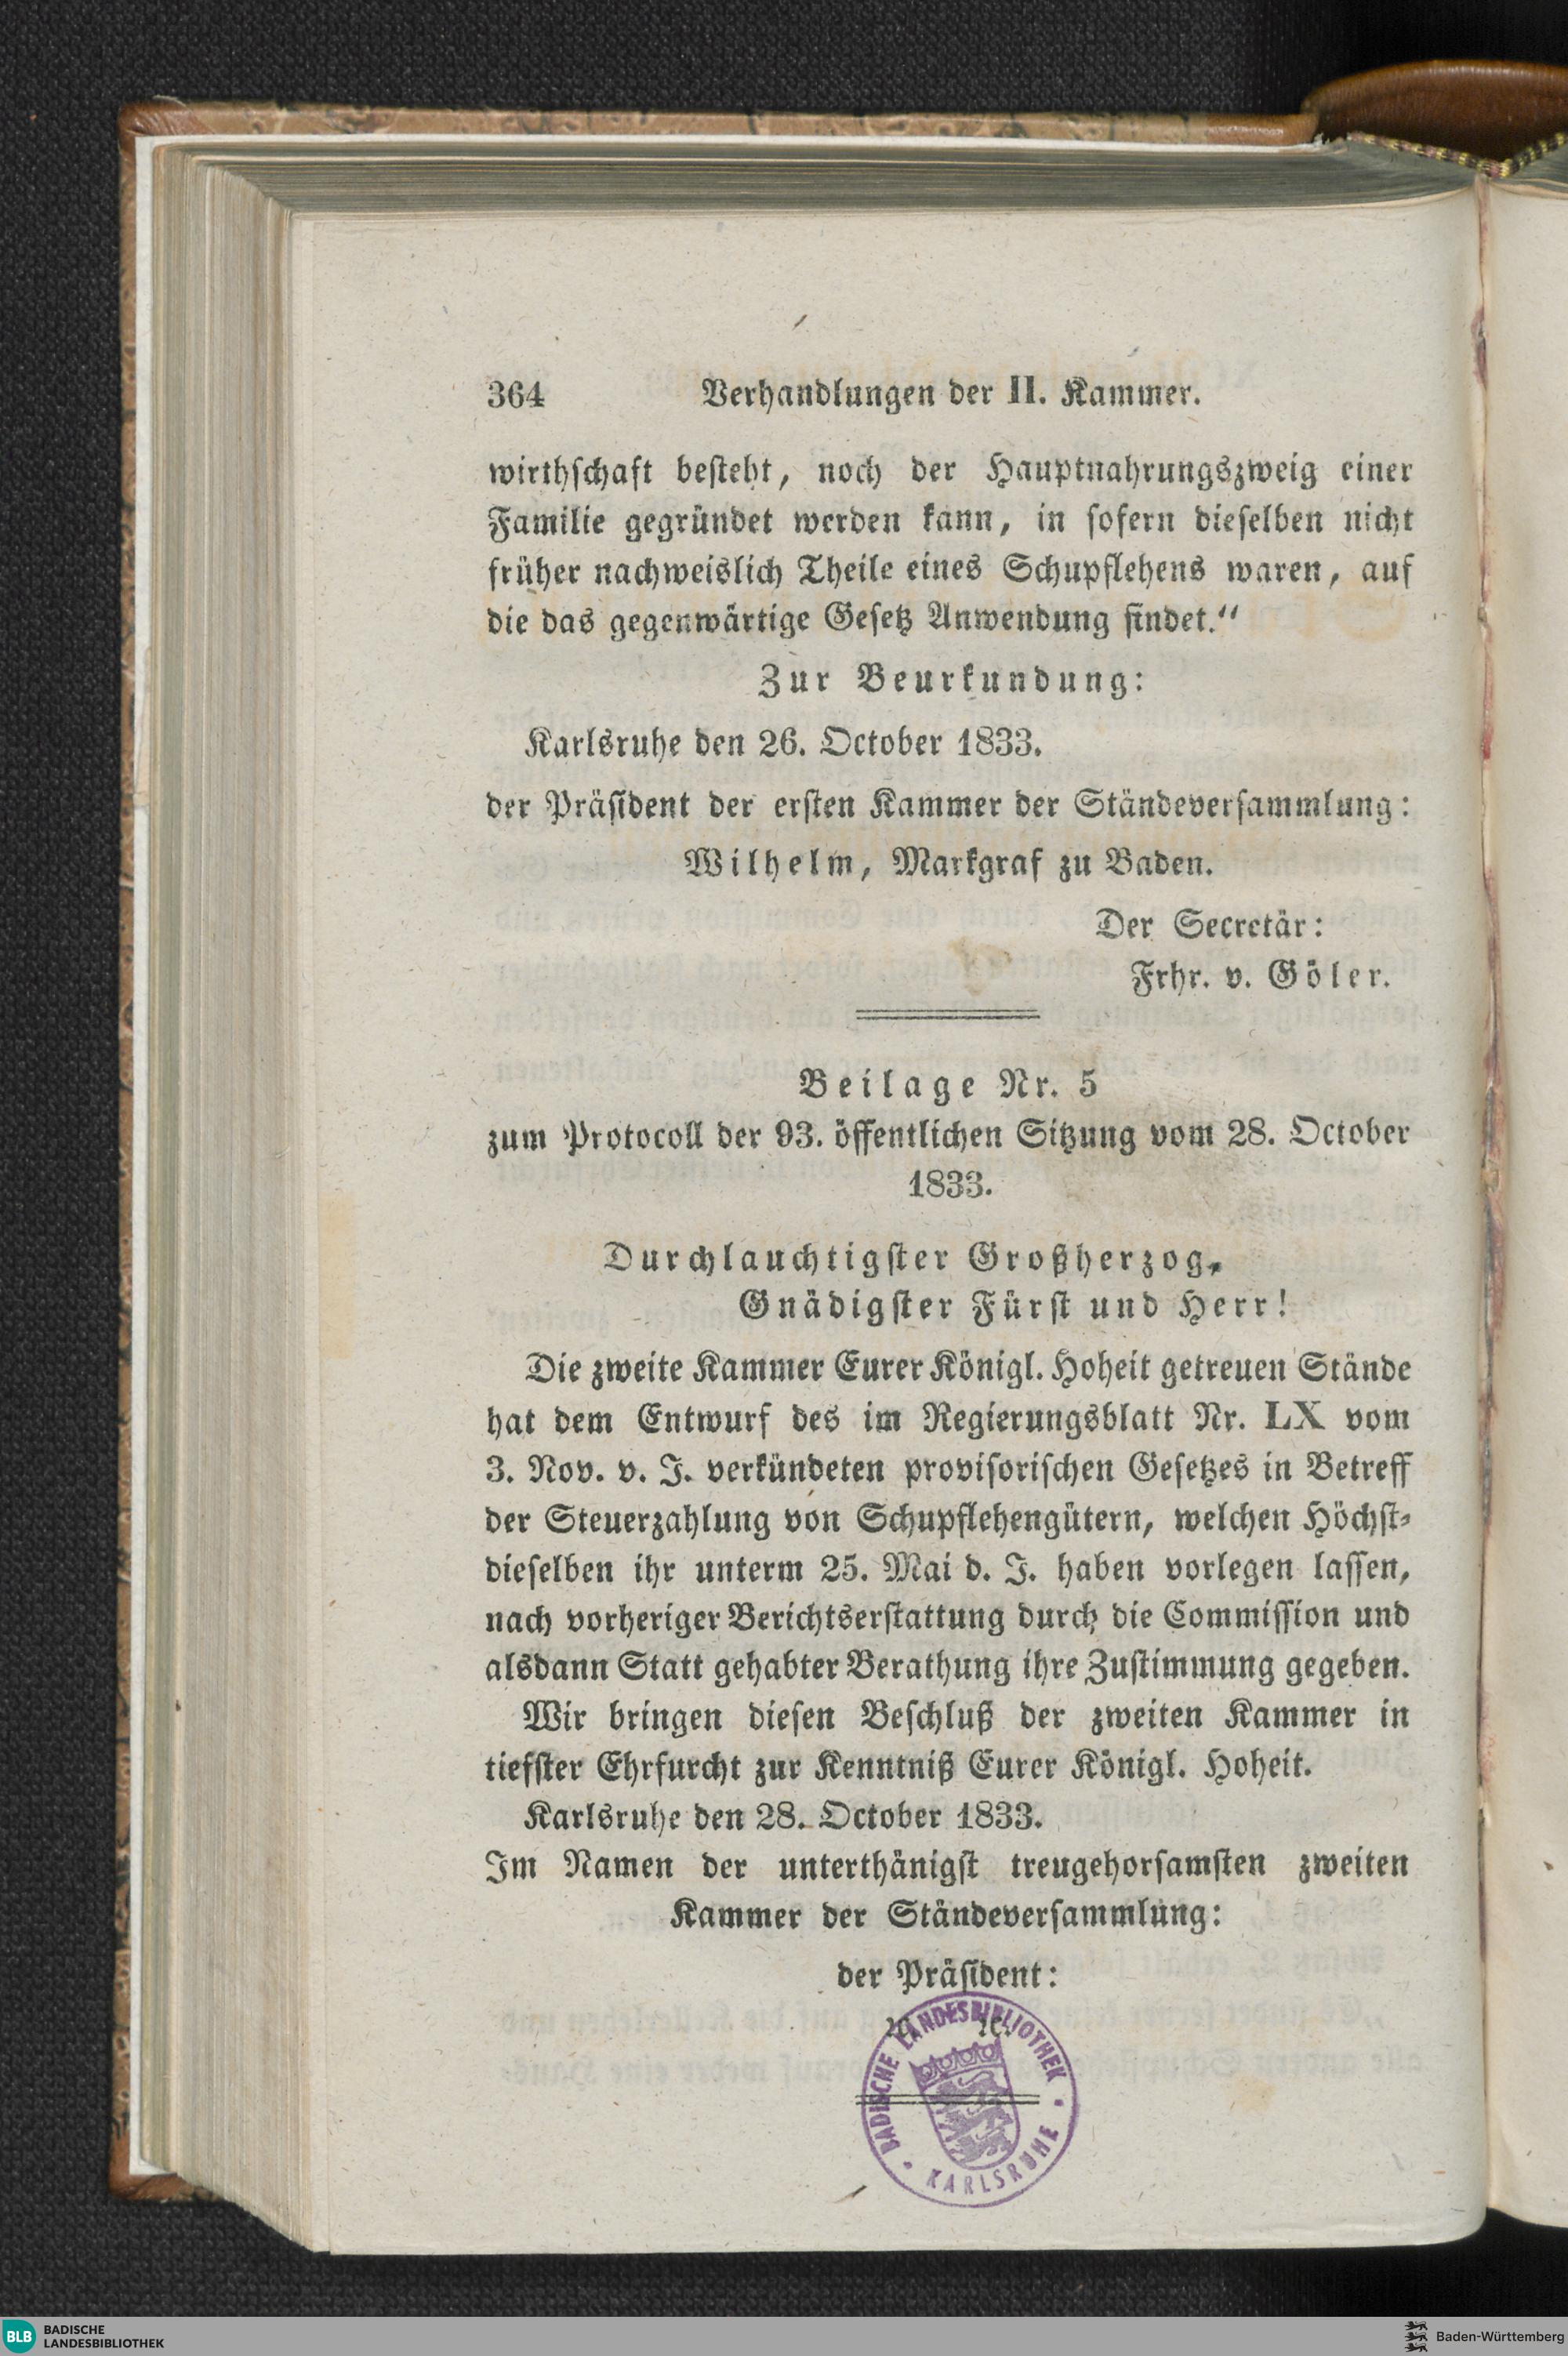 364 Verhandlungen der II. Kammer.
wirthschaft besteht, noch der Hauptnahrungszweig einer
Familie gegründet werden kann, in sofern dieselben nicht
früher nachweislich Theile eines Schupflehens waren, auf
die das gegenwärtige Gesetz Anwendung findet.“
Zur Beurkundung:
Karlsruhe den 26. October 1833.
der Präsident der ersten Kammer der Ständeversammlung:
Wilhelm, Markgraf zu Baden.
Der Secretär:
Frhr. v. Göler.
Beilage Nr. 5
zum Protocoll der 93. öffentlichen Sitzung vom 28. October
1833.
Durchlauchtigster Großherzog,
Gnädigster Fürst und Herr!
Die zweite Kammer Eurer Königl. Hoheit getreuen Stände
hat dem Entwurf des im Regierungsblatt Nr. LX vom
3. Nov. v. J. verkündeten provisorischen Gesetzes in Betreff
der Steuerzahlung von Schupflehengütern, welchen Höchst-
dieselben ihr unterm 25. Mai d. J. haben vorlegen lassen,
nach vorheriger Berichtserstattung durch die Commission und
alsdann Statt gehabter Berathung ihre Zustimmung gegeben.
Wir bringen diesen Beschluß der zweiten Kammer in
tiefster Ehrfurcht zur Kenntniß Eurer Königl. Hoheit.
Karlsruhe den 28. October 1833.
Im Namen der unterthänigst treugehorsamsten zweiten
Kammer der Ständeversammlung:
der Präsident:
BADISCHE LANDESBIBLIOTHEK
KARLSRUHE
BLB BADISCHE
LANDESBIBLIOTHEK
Baden-Württemberg